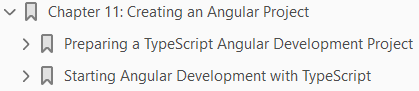 Chapter 11: Creating an Angular Project
Preparing a TypeScript Angular Development Project
Starting Angular Development with TypeScript